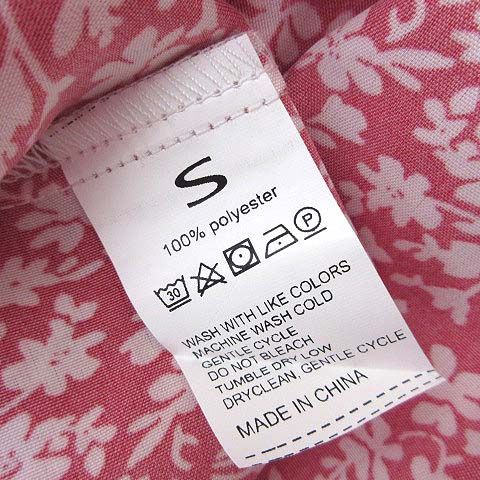 S
100% polyester
30 P
WASH WITH LIKE COLORS
MACHINE WASH COLD
GENTLE CYCLE
DO NOT BLEACH
TUMBLE DRY LOW
DRYCLEAN, GENTLE CYCLE
MADE IN CHINA